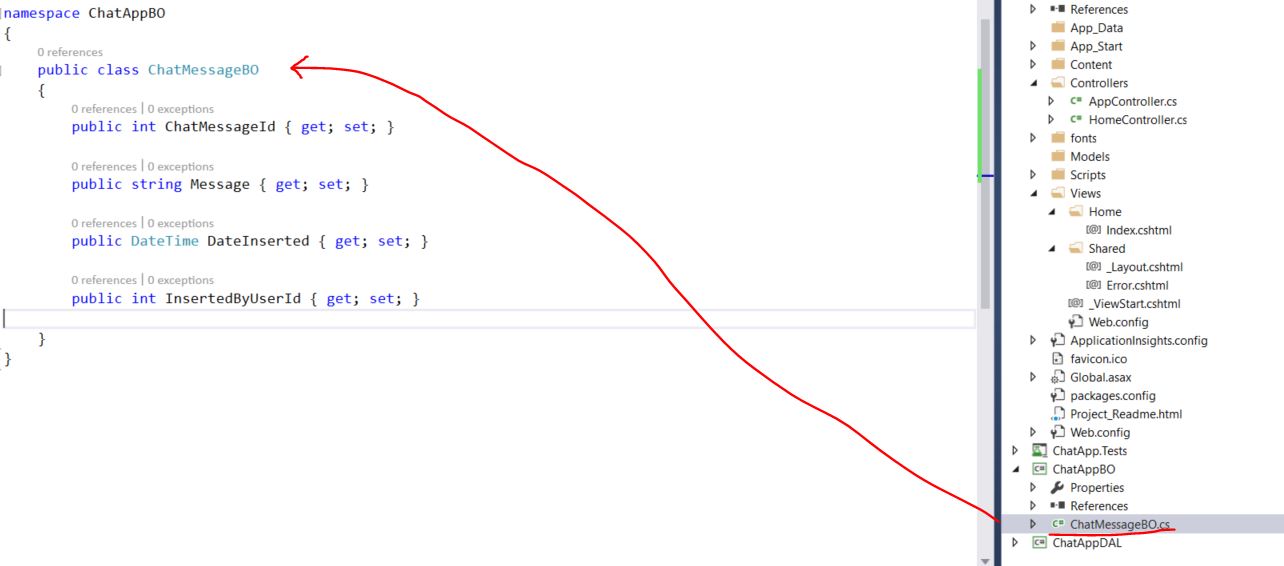 namespace ChatAppBO
{
0 references
public class ChatMessageBO
{
0 references | 0 exceptions
public int ChatMessageId { get; set; }
0 references | 0 exceptions
public string Message { get; set; }
0 references | 0 exceptions
public DateTime DateInserted { get; set; }
0 references | 0 exceptions
public int InsertedByUserId { get; set; }
}
}
References
App_Data
App_Start
Content
Controllers
C# AppController.cs
C# HomeController.cs
fonts
Models
Scripts
Views
Home
[@] Index.cshtml
Shared
[@] _Layout.cshtml
[@] Error.cshtml
[@] _ViewStart.cshtml
Web.config
ApplicationInsights.config
favicon.ico
Global.asax
packages.config
Project_Readme.html
Web.config
ChatApp.Tests
C# ChatAppBO
Properties
References
C# ChatMessageBO.cs
C# ChatAppDAL